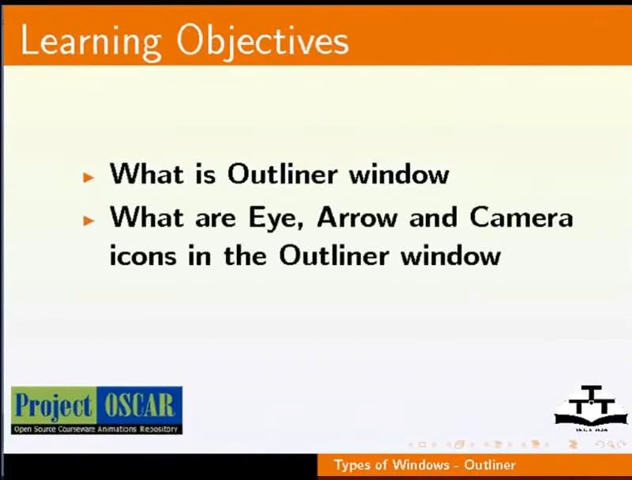 Learning Objectives
What is Outliner window
What are Eye, Arrow and Camera
icons in the Outliner window
Project OSCAR
Open Source Courseware Animations Repository
Types of Windows - Outliner